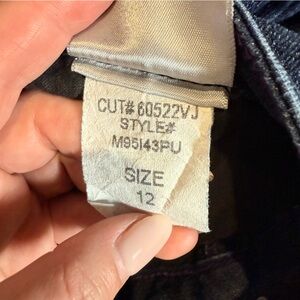 CUT# 60522VJ
STYLE#
M95I43PU
SIZE
12